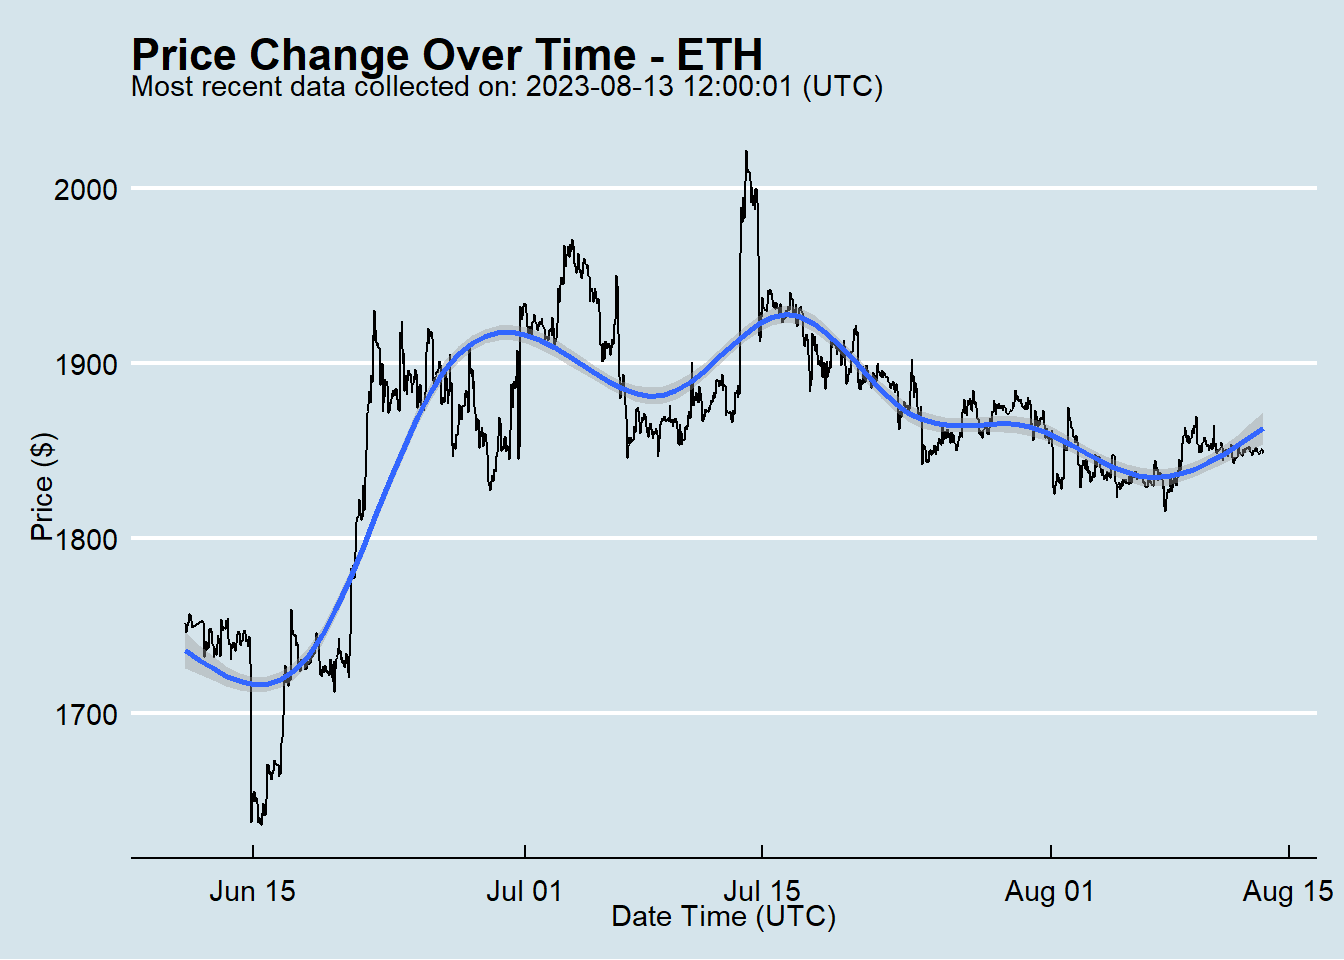 Price Change Over Time - ETH
Most recent data collected on: 2023-08-13 12:00:01 (UTC)
Price ($)
2000
1900
1800
1700
Jun 15 Jul 01 Jul 15 Aug 01 Aug 15
Date Time (UTC)